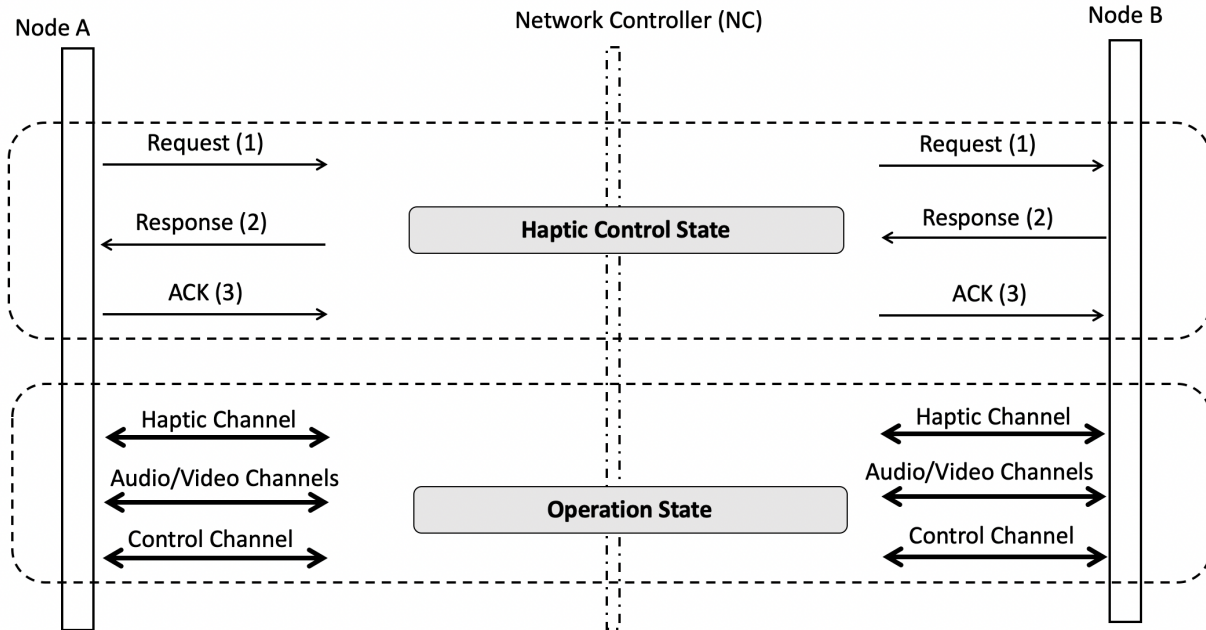 Node A
Network Controller (NC)
Node B
Request (1)
Request (1)
Response (2)
Haptic Control State
Response (2)
ACK (3)
ACK (3)
Haptic Channel
Haptic Channel
Audio/Video Channels
Audio/Video Channels
Operation State
Control Channel
Control Channel